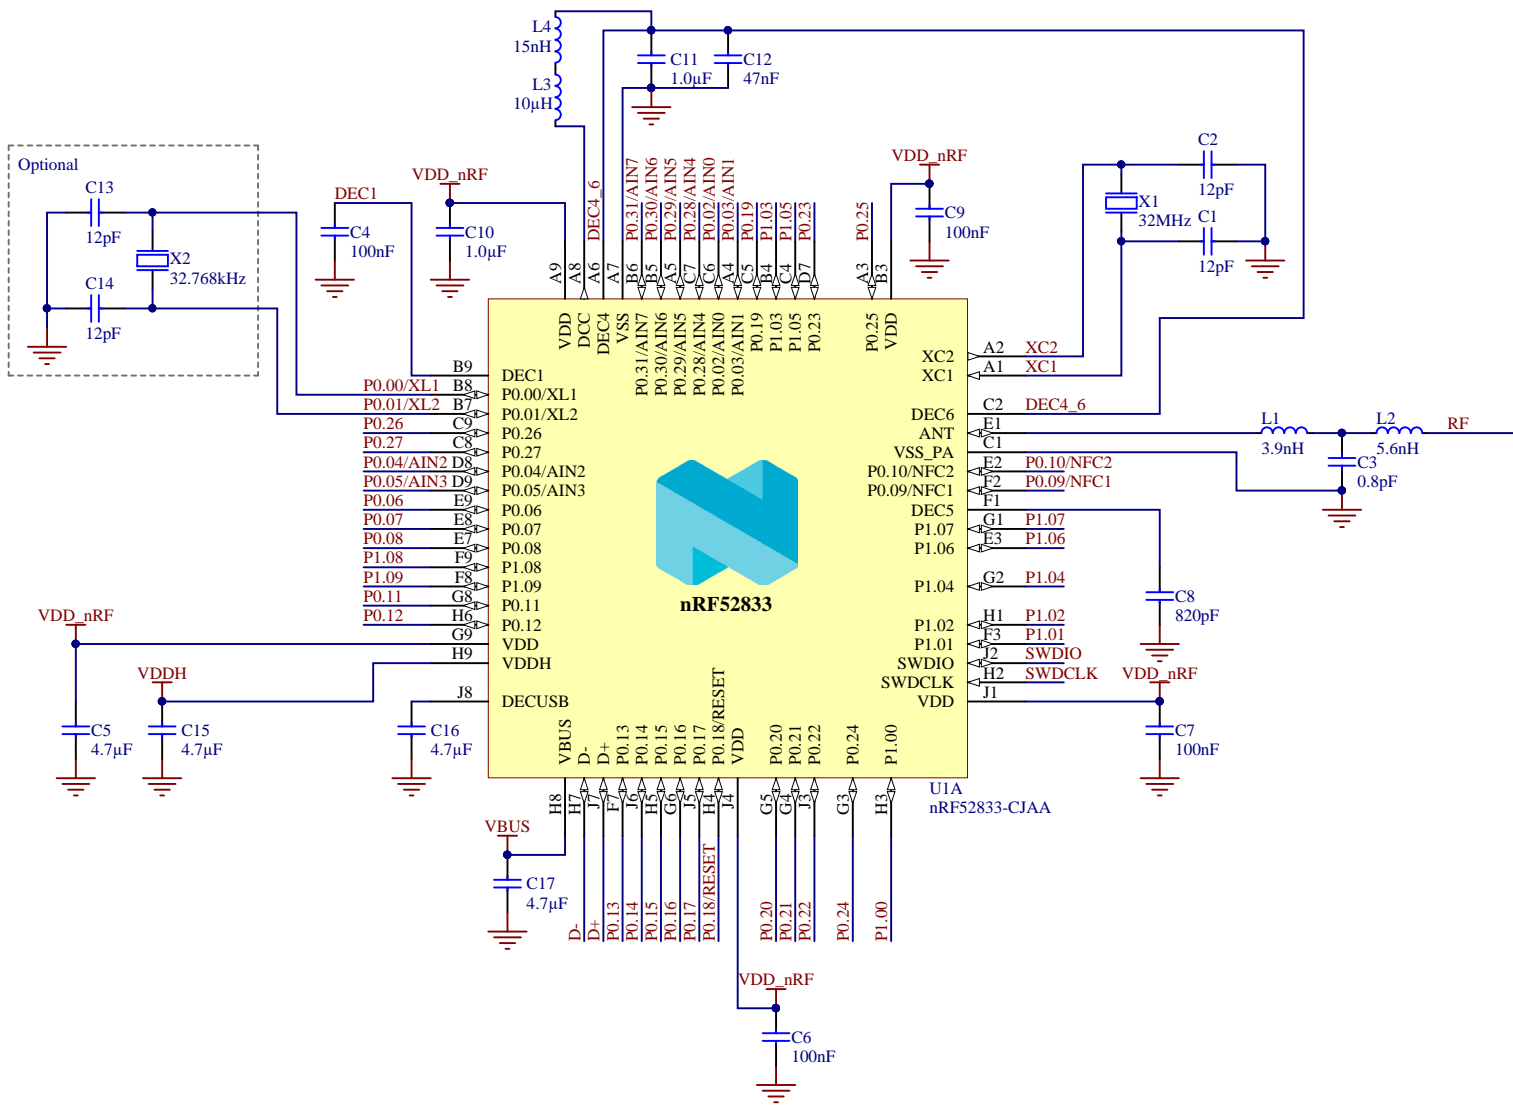 L4
15nH
L3
10µH
C11
1.0µF
C12
47nF
Optional
C13
12pF
X2
32.768kHz
C14
12pF
DEC1
C4
100nF
VDD_nRF
C10
1.0µF
DEC4_6
P0.31/AIN7
P0.30/AIN6
P0.29/AIN5
P0.28/AIN4
P0.02/AIN0
P0.03/AIN1
P0.19
P1.03
P1.05
P0.23
P0.25
VDD_nRF
C9
100nF
C2
12pF
X1
32MHz
C1
12pF
A9
A8
A6
A7
B6
B5
A5
C7
C6
A4
C5
B4
C4
D7
A3
B3
VDD
DCC
DEC4
VSS
P0.31/AIN7
P0.30/AIN6
P0.29/AIN5
P0.28/AIN4
P0.02/AIN0
P0.03/AIN1
P0.19
P1.03
P1.05
P0.23
P0.25
VDD
B9 DEC1
P0.00/XL1 B8 P0.00/XL1
P0.01/XL2 B7 P0.01/XL2
P0.26 C9 P0.26
P0.27 C8 P0.27
P0.04/AIN2 D8 P0.04/AIN2
P0.05/AIN3 D9 P0.05/AIN3
P0.06 E9 P0.06
P0.07 E8 P0.07
P0.08 E7 P0.08
P1.08 F9 P1.08
P1.09 F8 P1.09
P0.11 G8 P0.11
P0.12 H6 P0.12
G9 VDD
H9 VDDH
J8 DECUSB
XC2 A2 XC2
XC1 A1 XC1
DEC6 C2 DEC4_6
ANT E1
VSS_PA C1
P0.10/NFC2 E2 P0.10/NFC2
P0.09/NFC1 F2 P0.09/NFC1
DEC5 F1
P1.07 G1 P1.07
P1.06 E3 P1.06
P1.04 G2 P1.04
P1.02 H1 P1.02
P1.01 F3 P1.01
SWDIO J2 SWDIO
SWDCLK H2 SWDCLK
VDD J1
L1
3.9nH
L2
5.6nH
RF
C3
0.8pF
C8
820pF
VDD_nRF
C7
100nF
nRF52833
VDD_nRF
C5
4.7µF
VDDH
C15
4.7µF
C16
4.7µF
VBUS
D-
D+
P0.13
P0.14
P0.15
P0.16
P0.17
P0.18/RESET
VDD
P0.20
P0.21
P0.22
P0.24
P1.00
H8
H7
J7
F7
J6
H5
G6
J5
H4
J4
G5
G4
J3
G3
H3
U1A
nRF52833-CJAA
VBUS
C17
4.7µF
D-
D+
P0.13
P0.14
P0.15
P0.16
P0.17
P0.18/RESET
P0.20
P0.21
P0.22
P0.24
P1.00
VDD_nRF
C6
100nF